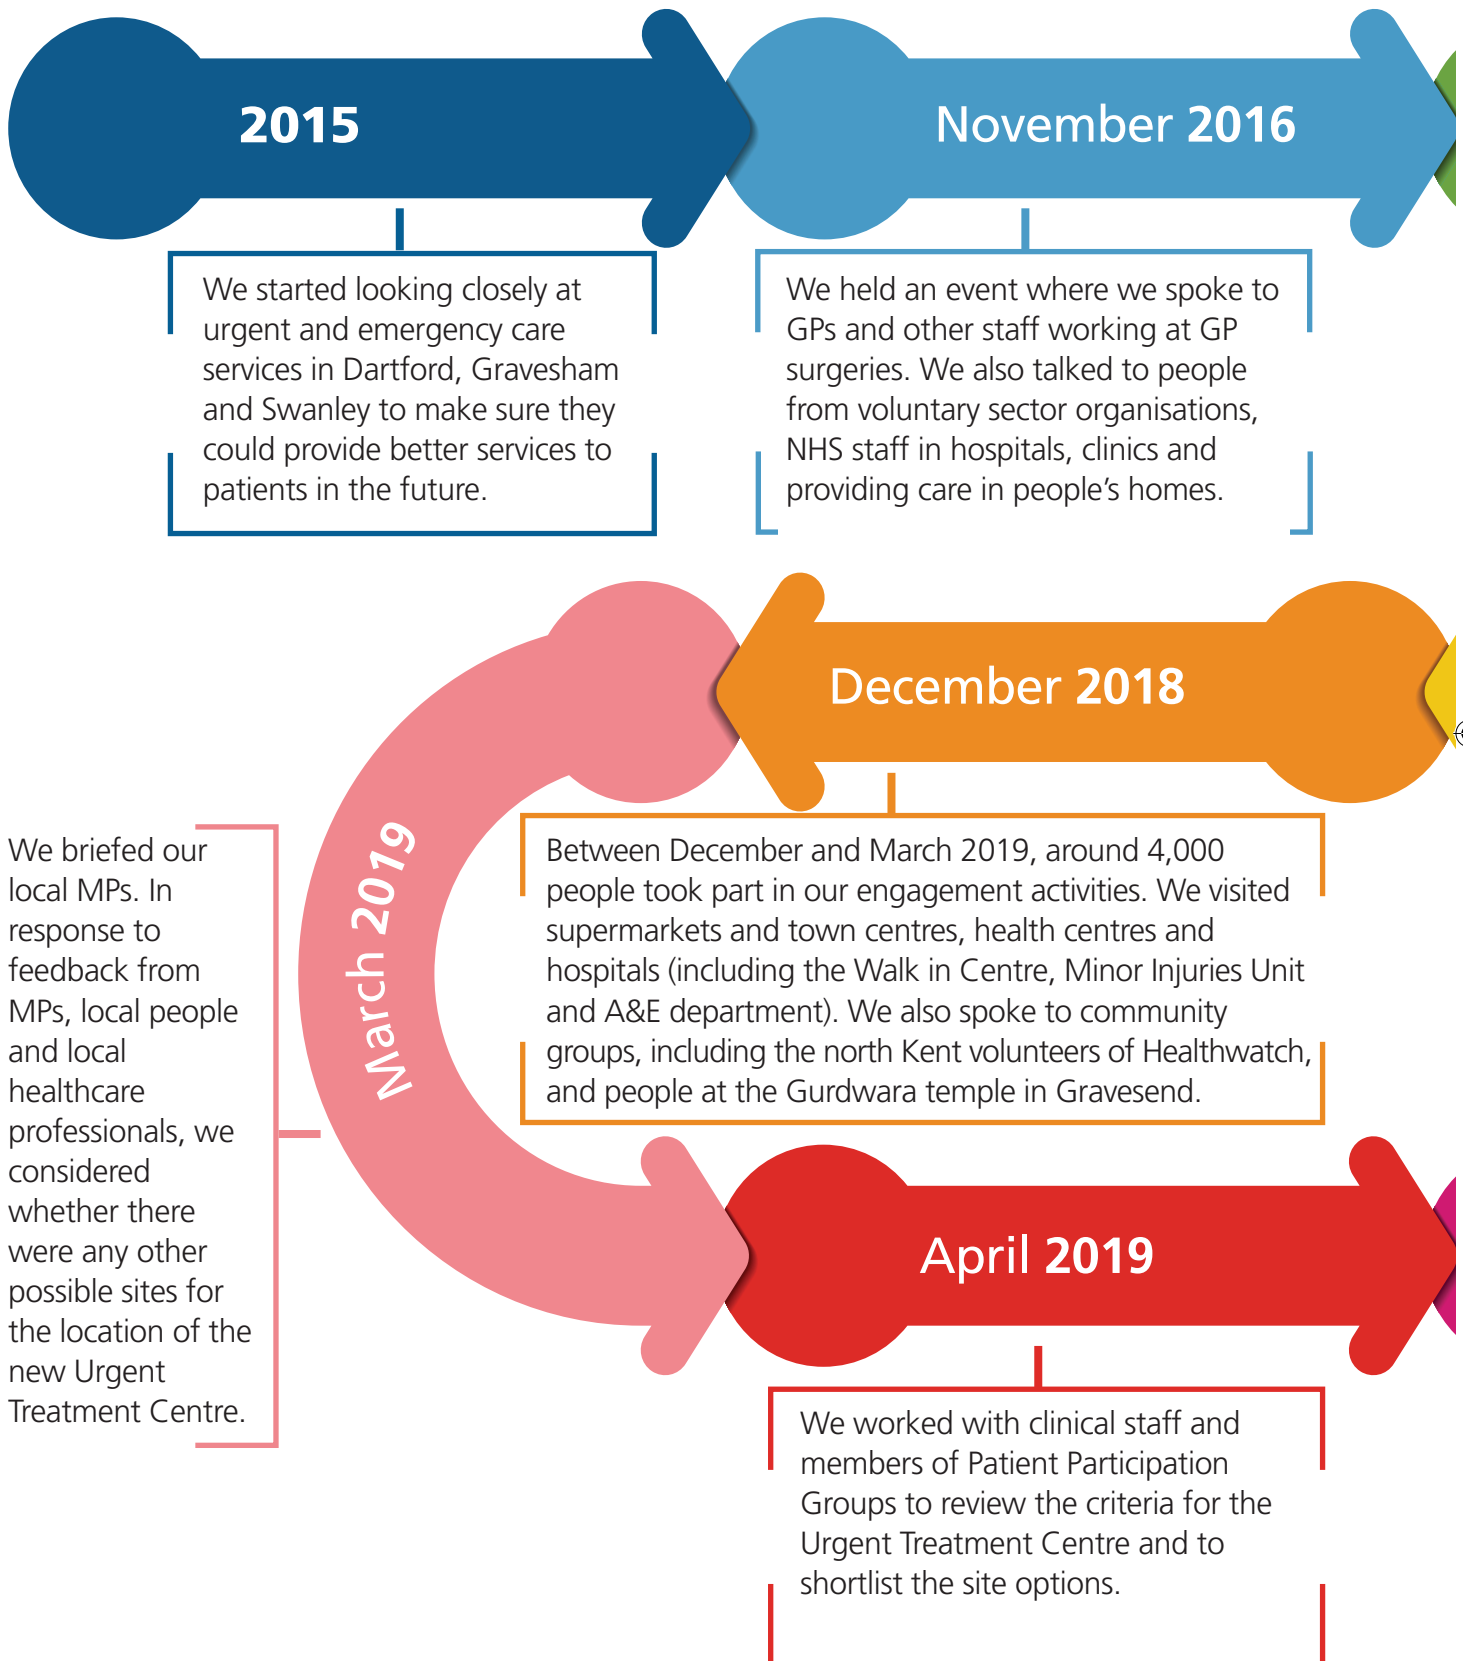 2015
We started looking closely at
urgent and emergency care
services in Dartford, Gravesham
and Swanley to make sure they
could provide better services to
patients in the future.
November 2016
We held an event where we spoke to
GPs and other staff working at GP
surgeries. We also talked to people
from voluntary sector organisations,
NHS staff in hospitals, clinics and
providing care in people’s homes.
December 2018
Between December and March 2019, around 4,000
people took part in our engagement activities. We visited
supermarkets and town centres, health centres and
hospitals (including the Walk in Centre, Minor Injuries Unit
and A&E department). We also spoke to community
groups, including the north Kent volunteers of Healthwatch,
and people at the Gurdwara temple in Gravesend.
March 2019
We briefed our
local MPs. In
response to
feedback from
MPs, local people
and local
healthcare
professionals, we
considered
whether there
were any other
possible sites for
the location of the
new Urgent
Treatment Centre.
April 2019
We worked with clinical staff and
members of Patient Participation
Groups to review the criteria for the
Urgent Treatment Centre and to
shortlist the site options.